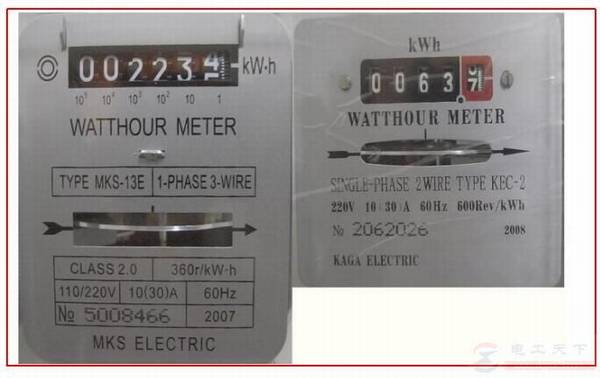 002234 kW·h
10⁵ 10⁴ 10³ 10² 10 1
WATTHOUR METER
TYPE MKS-13E 1-PHASE 3-WIRE
CLASS 2.0 360r/kW·h
110/220V 10(30)A 60Hz
№ 5008466 2007
MKS ELECTRIC
kWh
0063
WATTHOUR METER
SINGLE-PHASE 2WIRE TYPE KEC-2
220V 10(30)A 60Hz 600Rev/kWh
№ 2062026 2008
KAGA ELECTRIC
电工天下